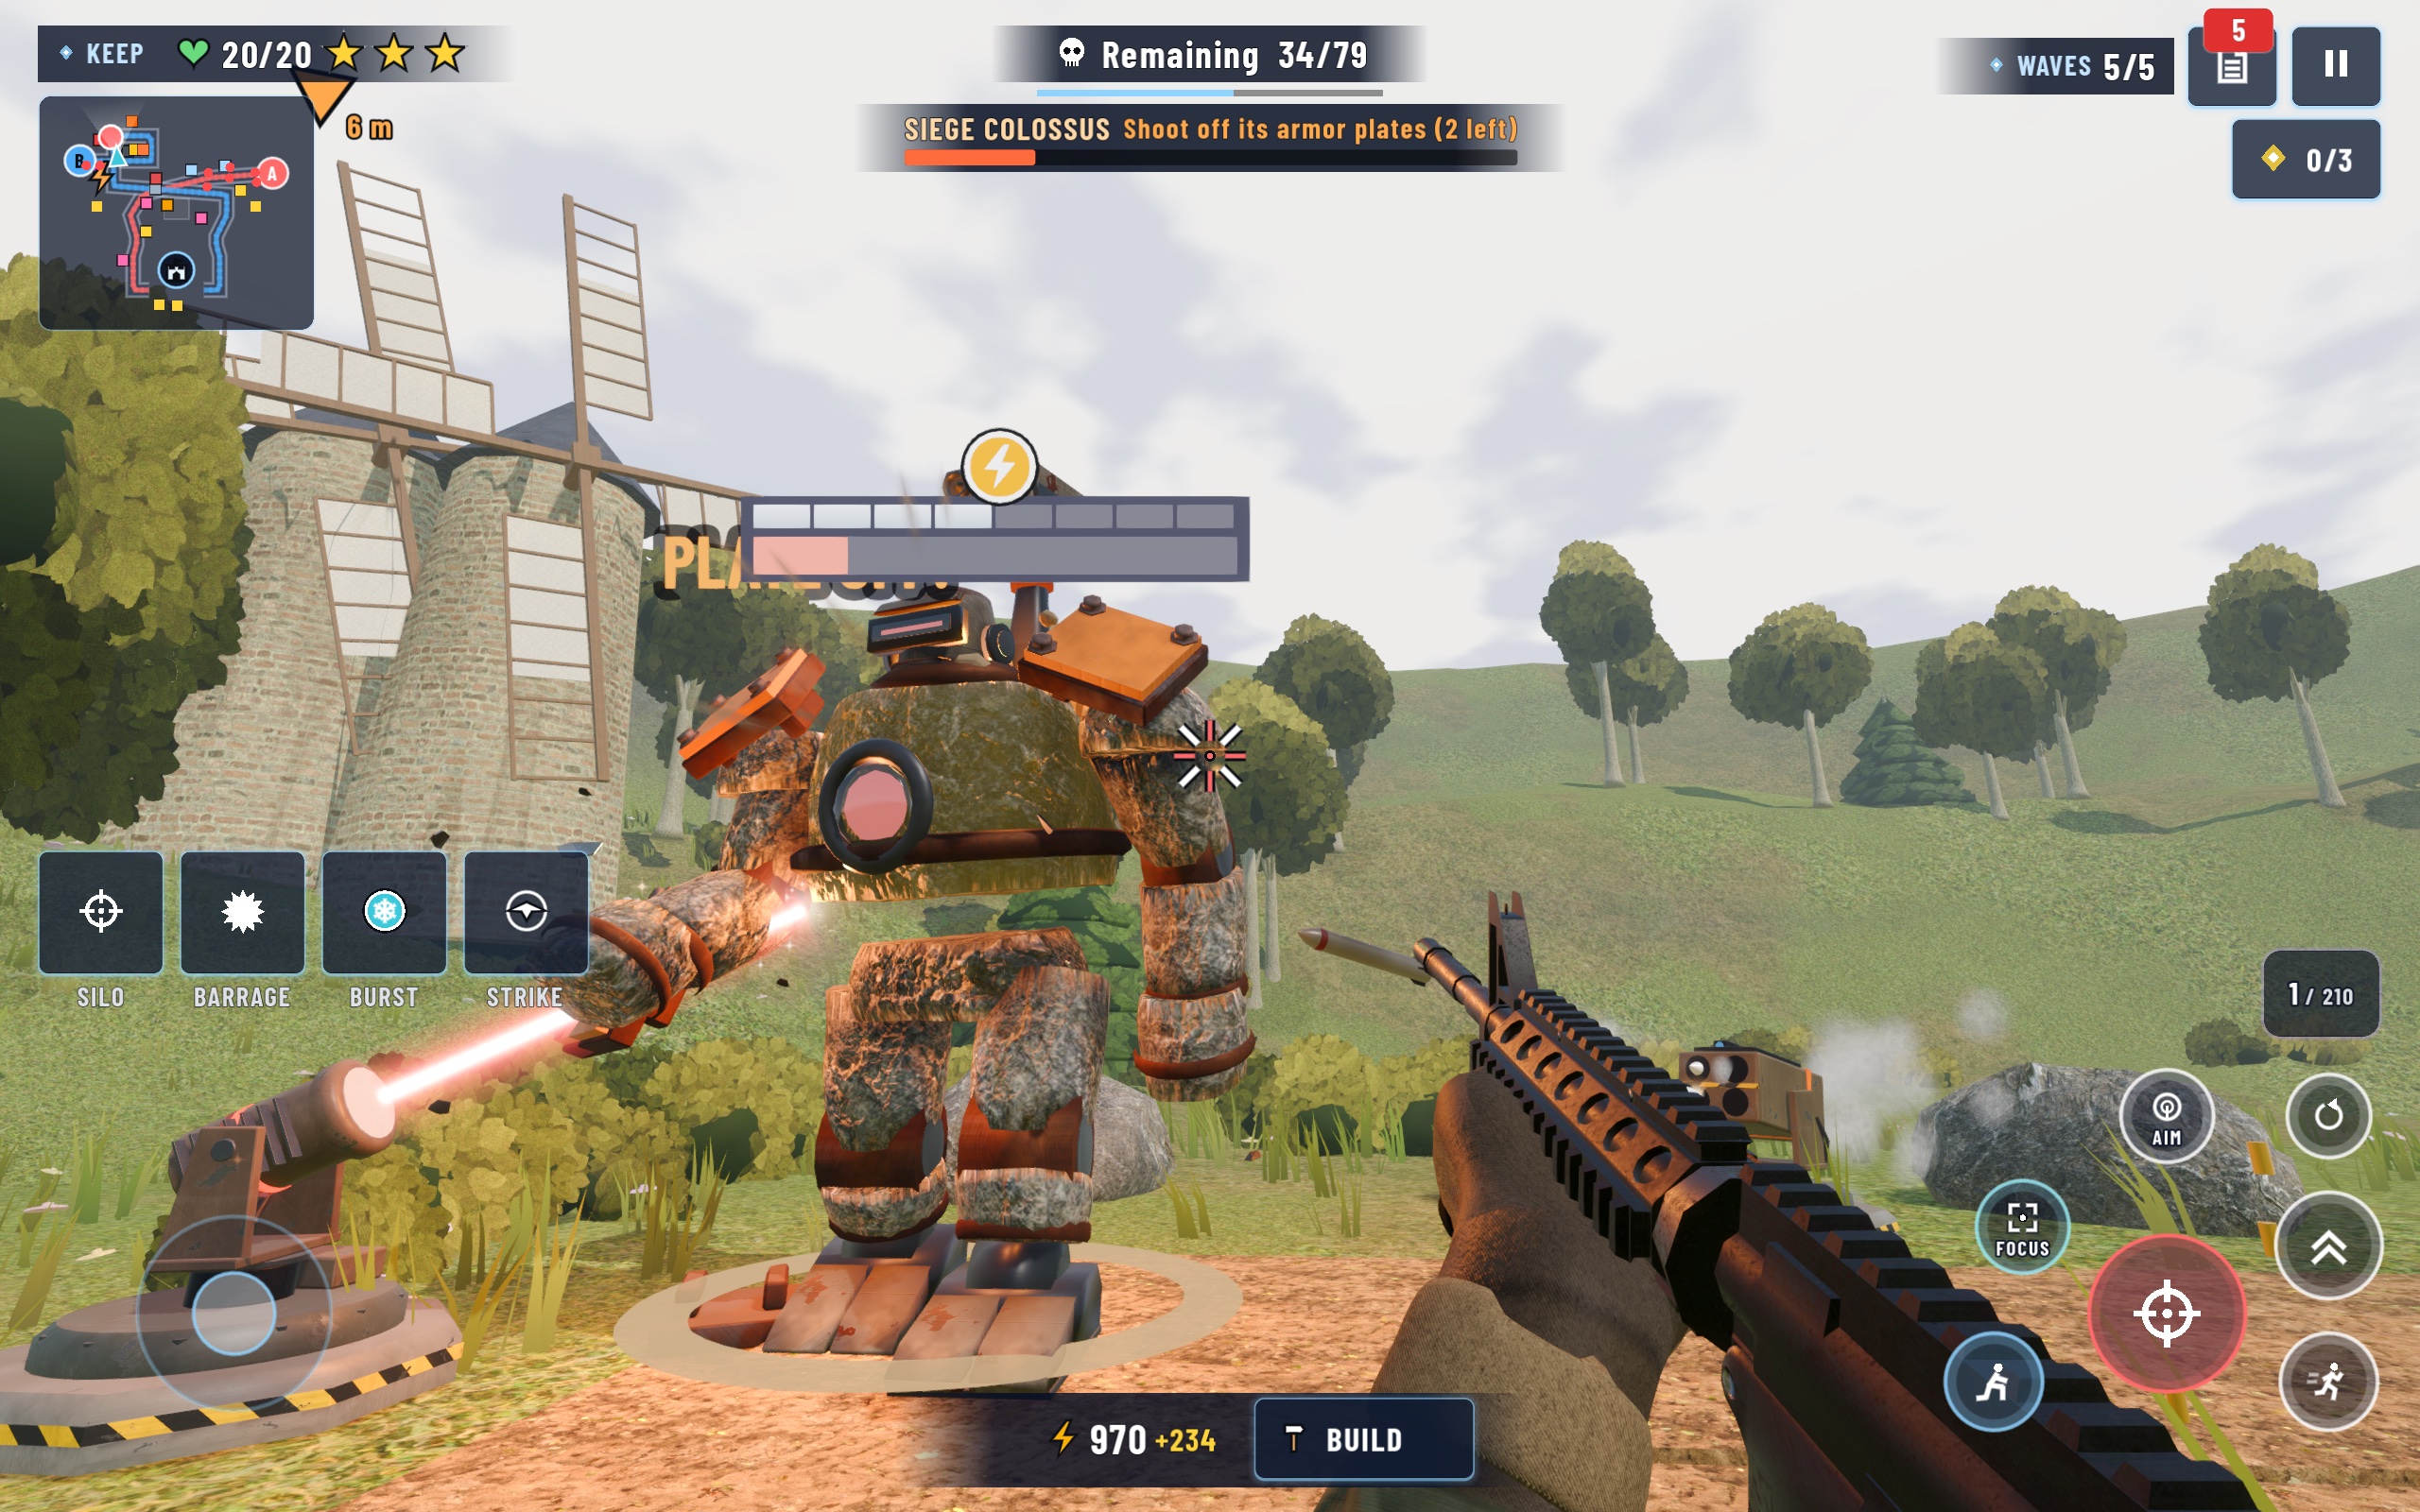 KEEP 20/20
Remaining 34/79
WAVES 5/5
5
6 m
SIEGE COLOSSUS Shoot off its armor plates (2 left)
0/3
B
A
SILO
BARRAGE
BURST
STRIKE
1 / 210
AIM
FOCUS
970 +234
BUILD